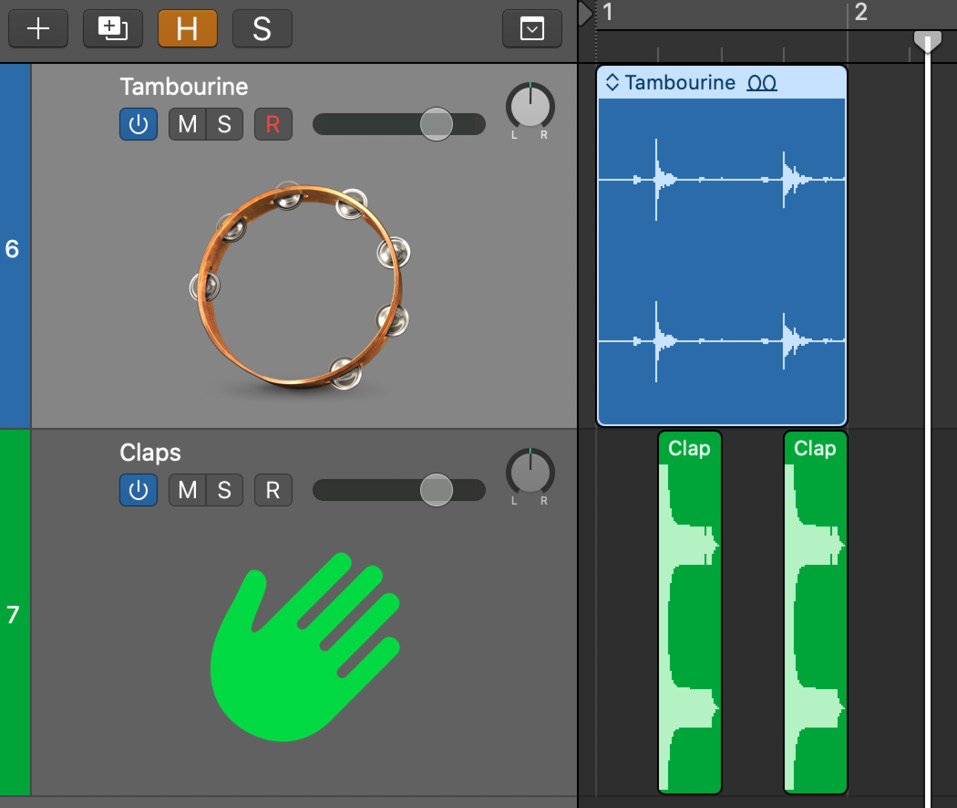 H S
1 2
6
Tambourine
M S R
L R
Tambourine
7
Claps
M S R
L R
Clap Clap